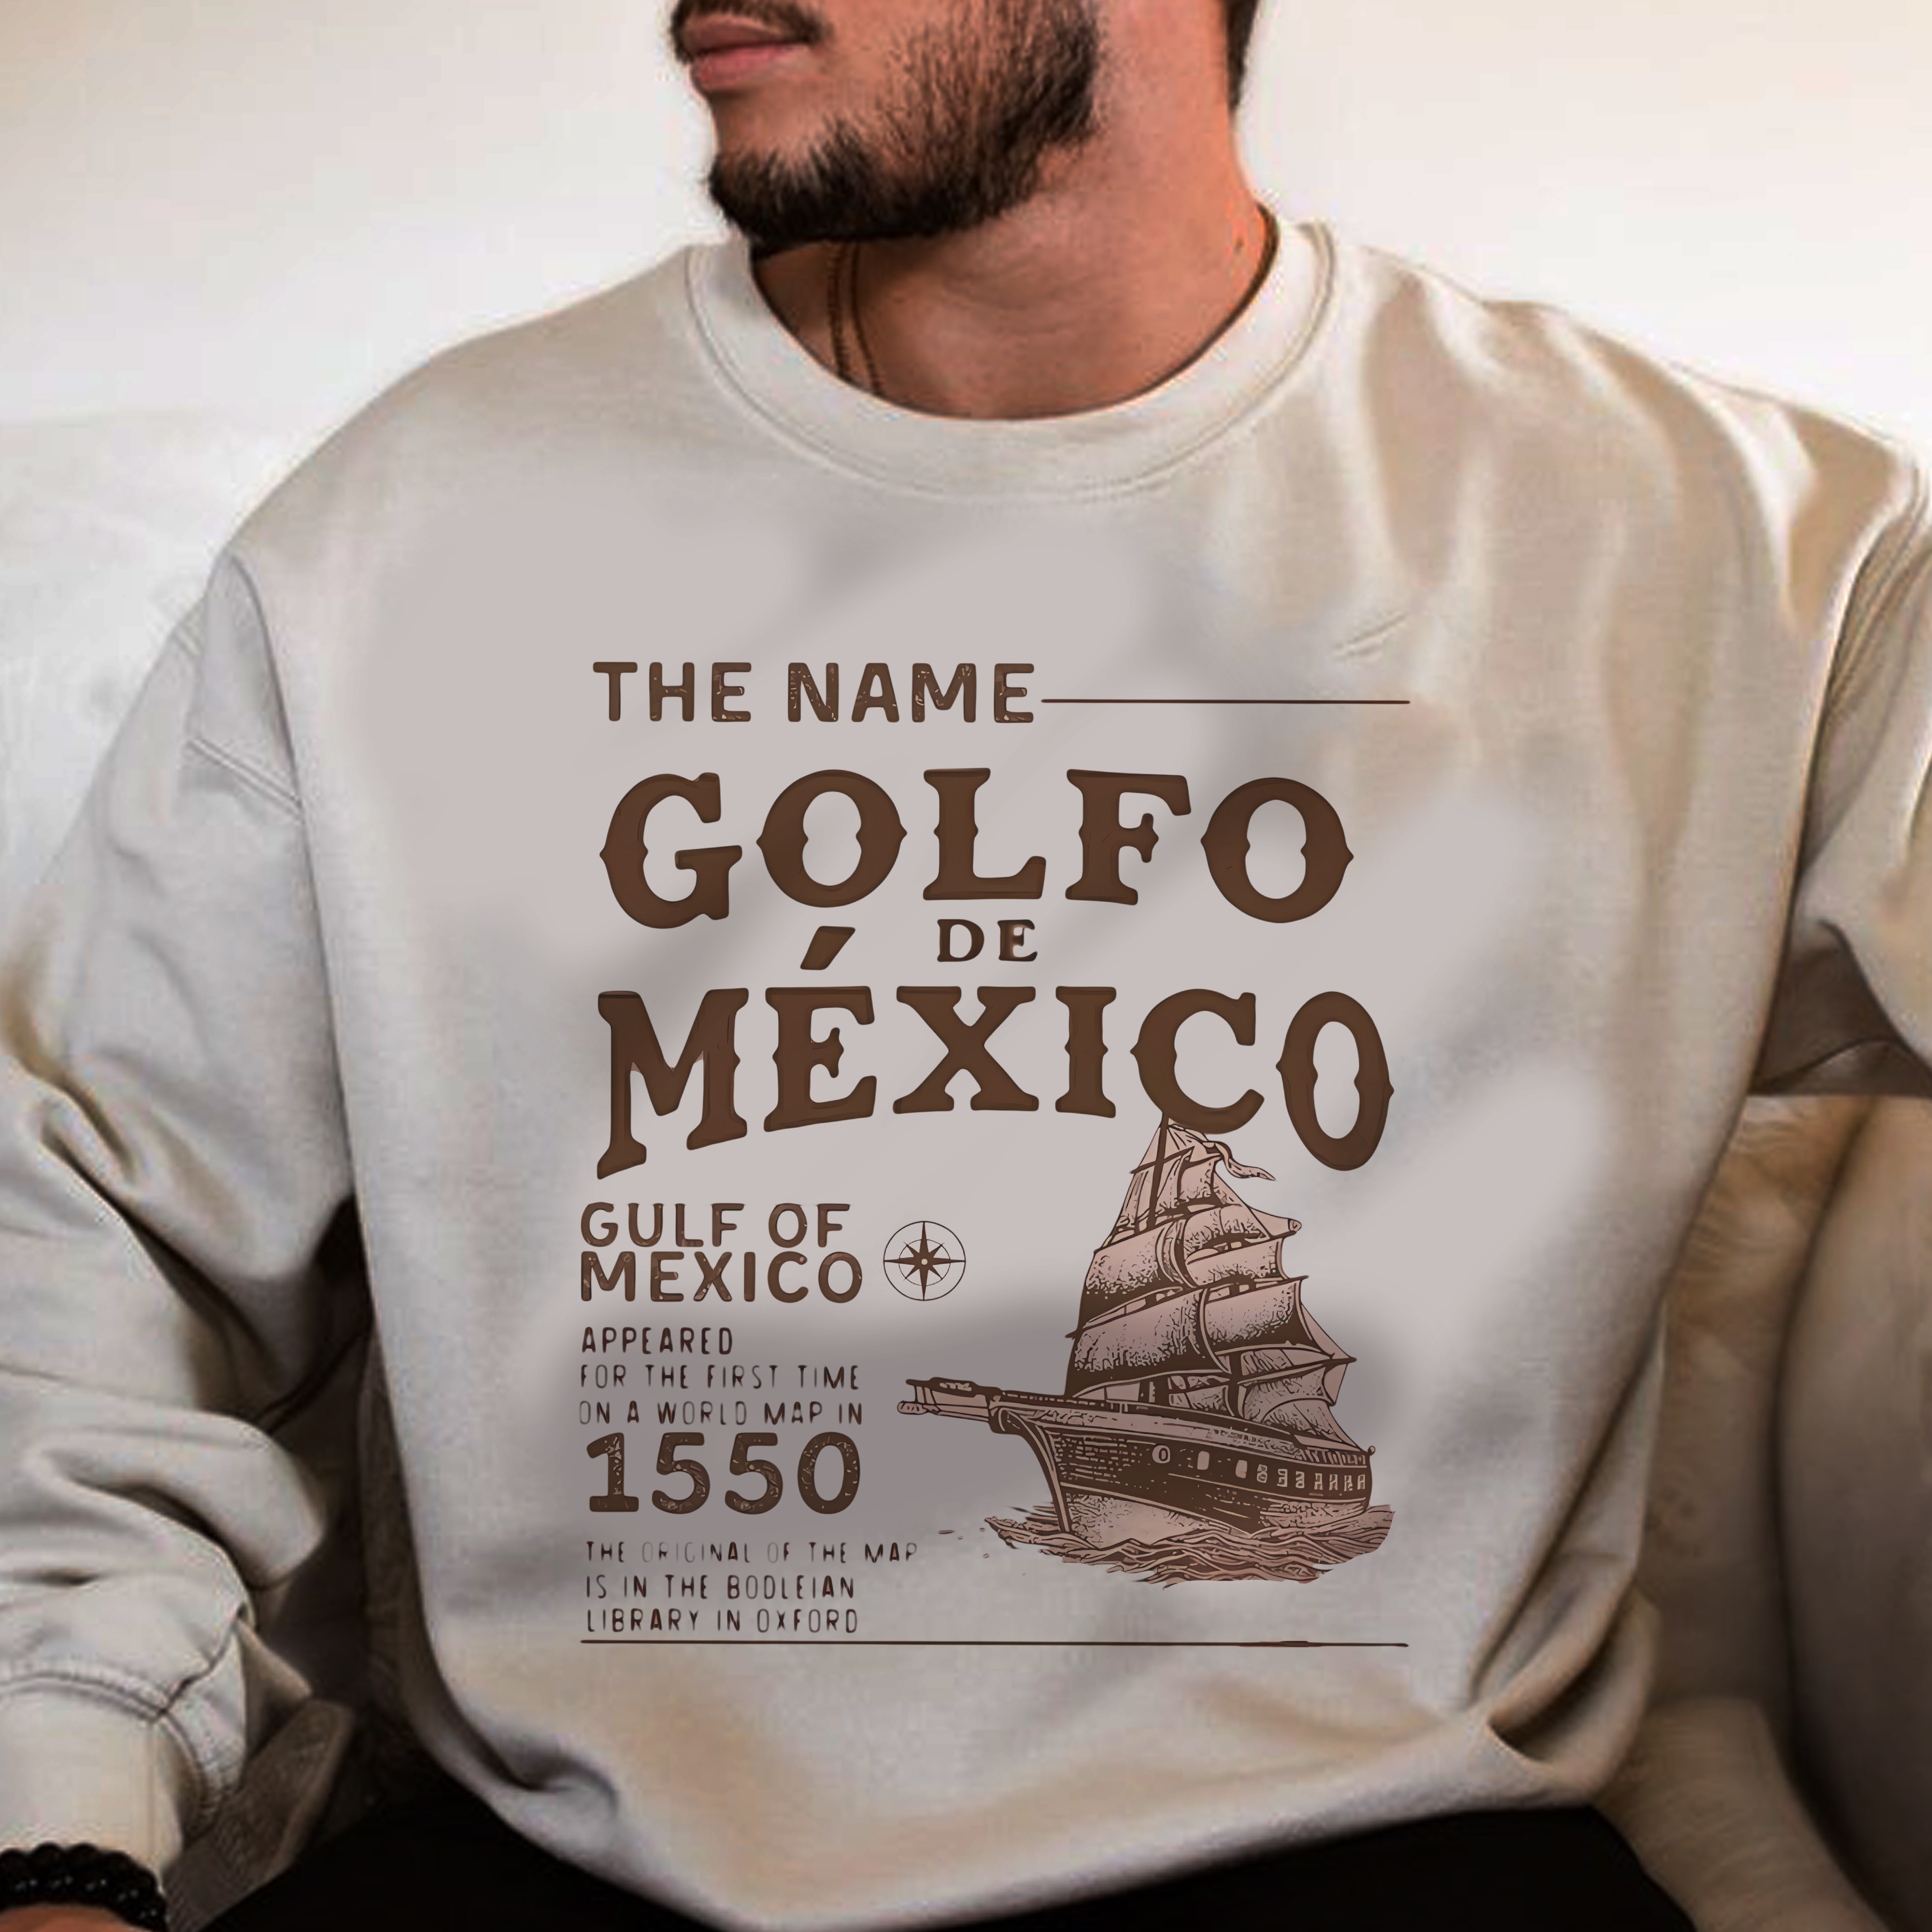 THE NAME
GOLFO
DE
MÉXICO
GULF OF
MEXICO
APPEARED
FOR THE FIRST TIME
ON A WORLD MAP IN
1550
THE ORIGINAL OF THE MAP
IS IN THE BODLEIAN
LIBRARY IN OXFORD